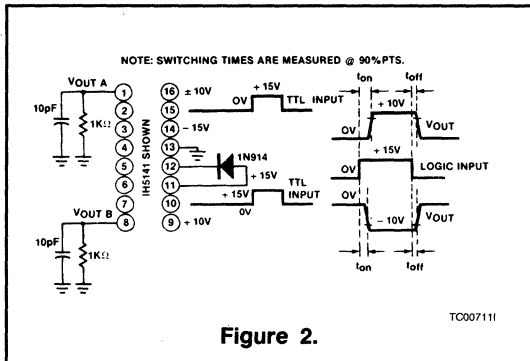 NOTE: SWITCHING TIMES ARE MEASURED @ 90% PTS.
VOUT A
10pF
1KΩ
1
2
3
4
5
6
7
8
IH5141 SHOWN
16 ± 10V
15
14 - 15V
13
12
11
10
9 + 10V
+ 15V
0V
TTL INPUT
1N914
+ 15V
+ 15V
0V
TTL
INPUT
VOUT B
10pF
1KΩ
ton
toff
+ 10V
0V
VOUT
+ 15V
0V
LOGIC INPUT
0V
- 10V
VOUT
ton
toff
TC00711I
Figure 2.